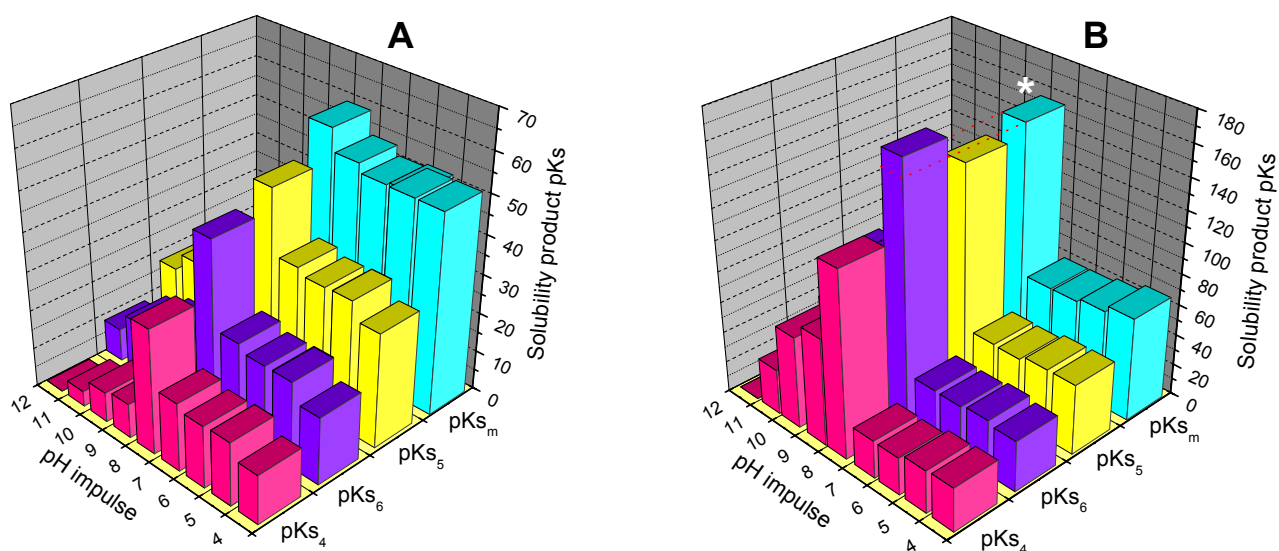 A
70
60
50
40
30
20
10
0
Solubility product pKs
12
11
10
9
8
7
6
5
4
pH impulse
pKs₄
pKs₆
pKs₅
pKsₘ
B
*
180
160
140
120
100
80
60
40
20
0
Solubility product pKs
12
11
10
9
8
7
6
5
4
pH impulse
pKs₄
pKs₆
pKs₅
pKsₘ